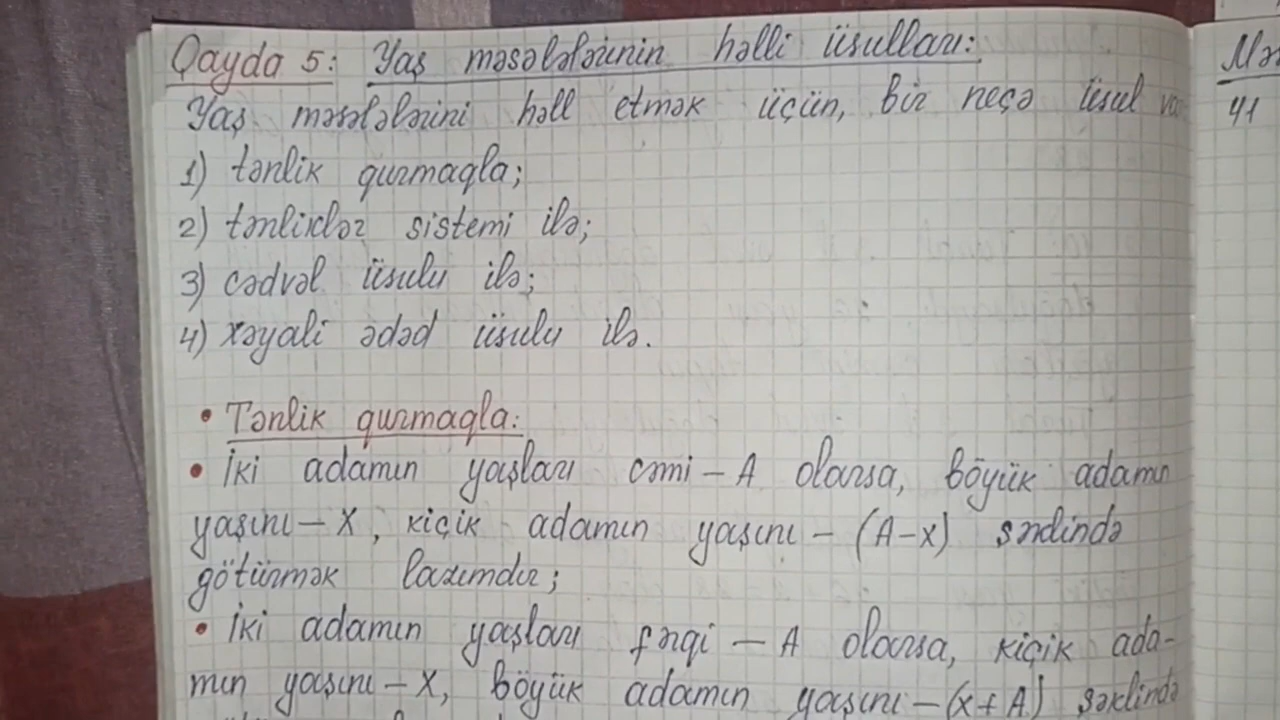 Qayda 5: Yaş məsələlərinin həlli üsulları:
Yaş məsələlərini həll etmək üçün, bir neçə üsul va
1) tənlik qurmaqla;
2) tənliklər sistemi ilə;
3) cədvəl üsulu ilə;
4) xəyali ədəd üsulu ilə.
• Tənlik qurmaqla:
• İki adamın yaşları cəmi – A olarsa, böyük adamın
yaşını – x, kiçik adamın yaşını – (A-x) şəklində
götürmək lazımdır;
• İki adamın yaşları fərqi – A olarsa, kiçik ada-
mın yaşını – x, böyük adamın yaşını – (x+A) şəklində
Mə
41